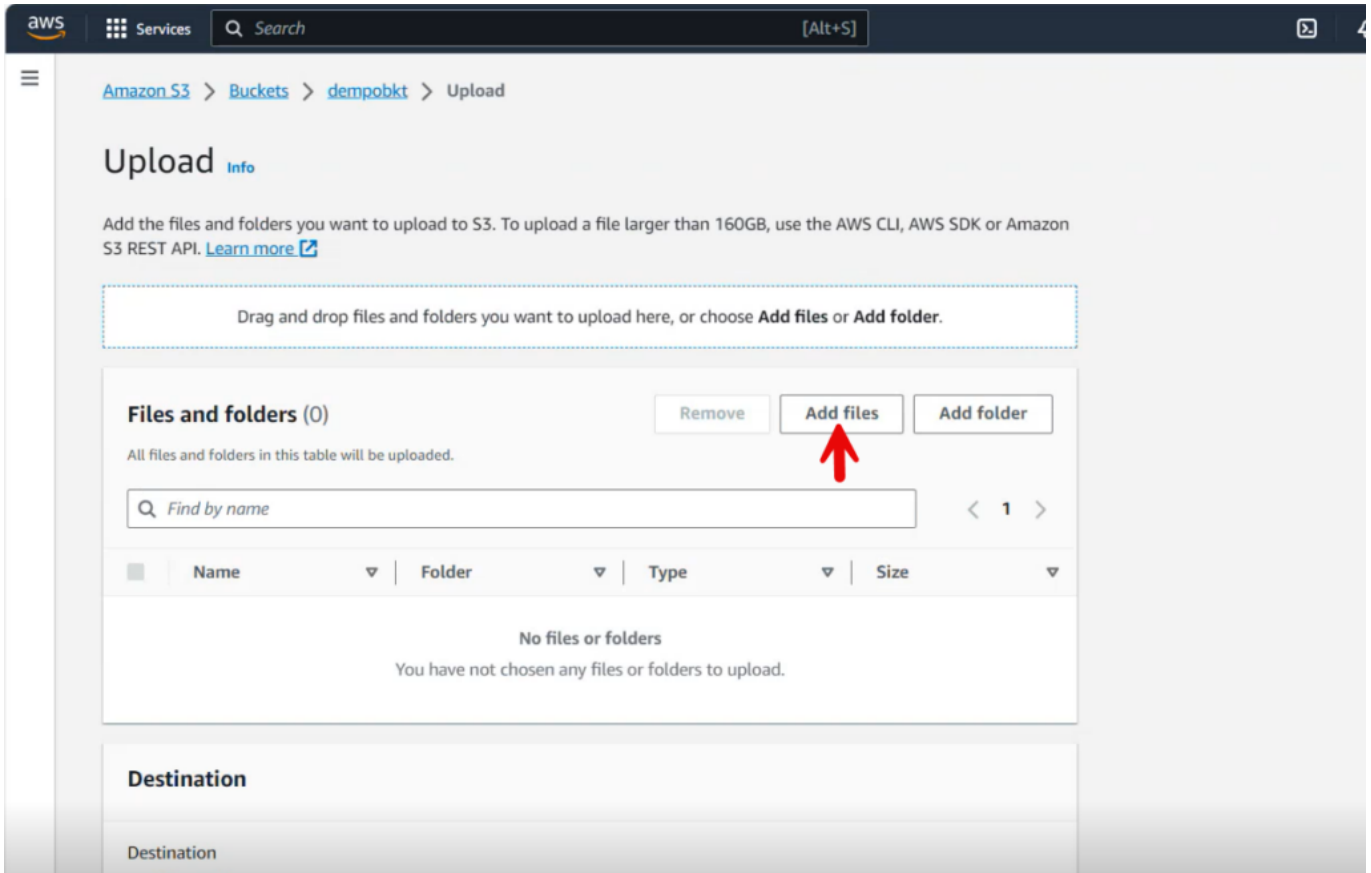 aws Services Search [Alt+S]
Amazon S3 > Buckets > dempobkt > Upload
Upload Info
Add the files and folders you want to upload to S3. To upload a file larger than 160GB, use the AWS CLI, AWS SDK or Amazon
S3 REST API. Learn more
Drag and drop files and folders you want to upload here, or choose Add files or Add folder.
Files and folders (0) Remove Add files Add folder
All files and folders in this table will be uploaded.
Find by name < 1 >
Name Folder Type Size
No files or folders
You have not chosen any files or folders to upload.
Destination
Destination